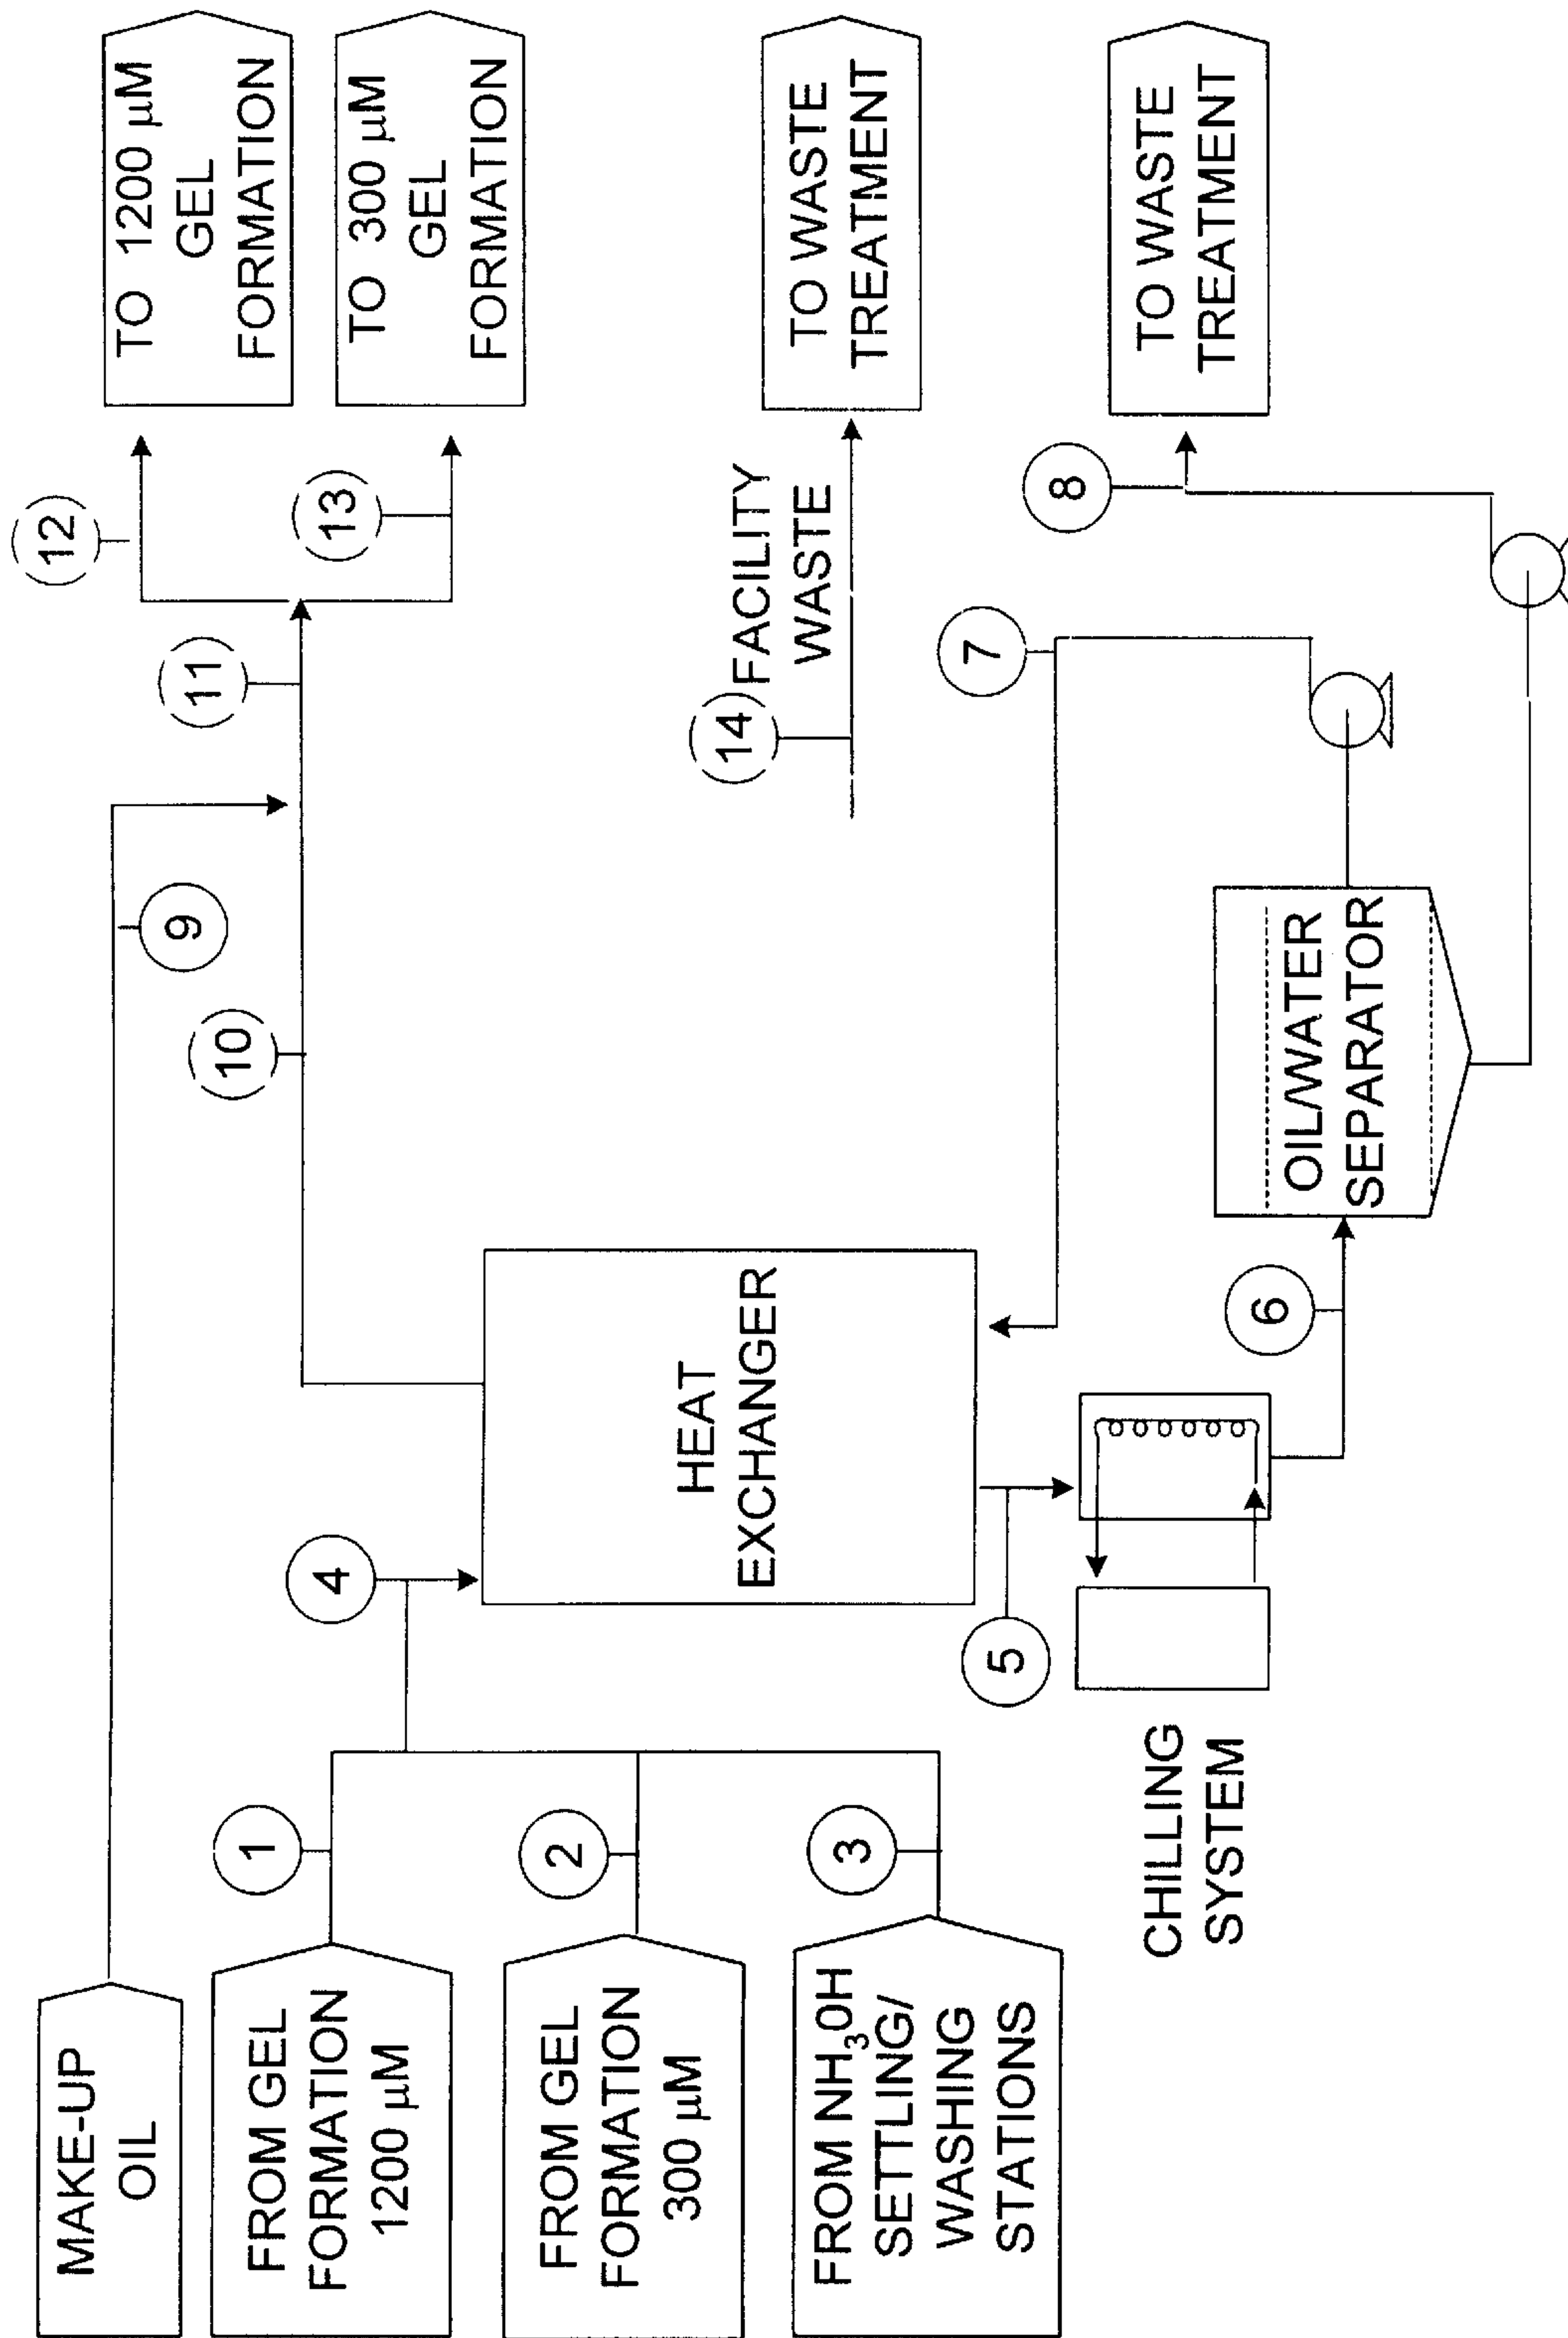 MAKE-UP
OIL
FROM GEL
FORMATION
1200 µM
FROM GEL
FORMATION
300 µM
FROM NH3OH
SETTLING/
WASHING
STATIONS
1
2
3
4
5
CHILLING
SYSTEM
HEAT
EXCHANGER
6
OIL/WATER
SEPARATOR
7
8
9
10
11
12
13
14
FACILITY
WASTE
TO 1200 µM
GEL
FORMATION
TO 300 µM
GEL
FORMATION
TO WASTE
TREATMENT
TO WASTE
TREATMENT